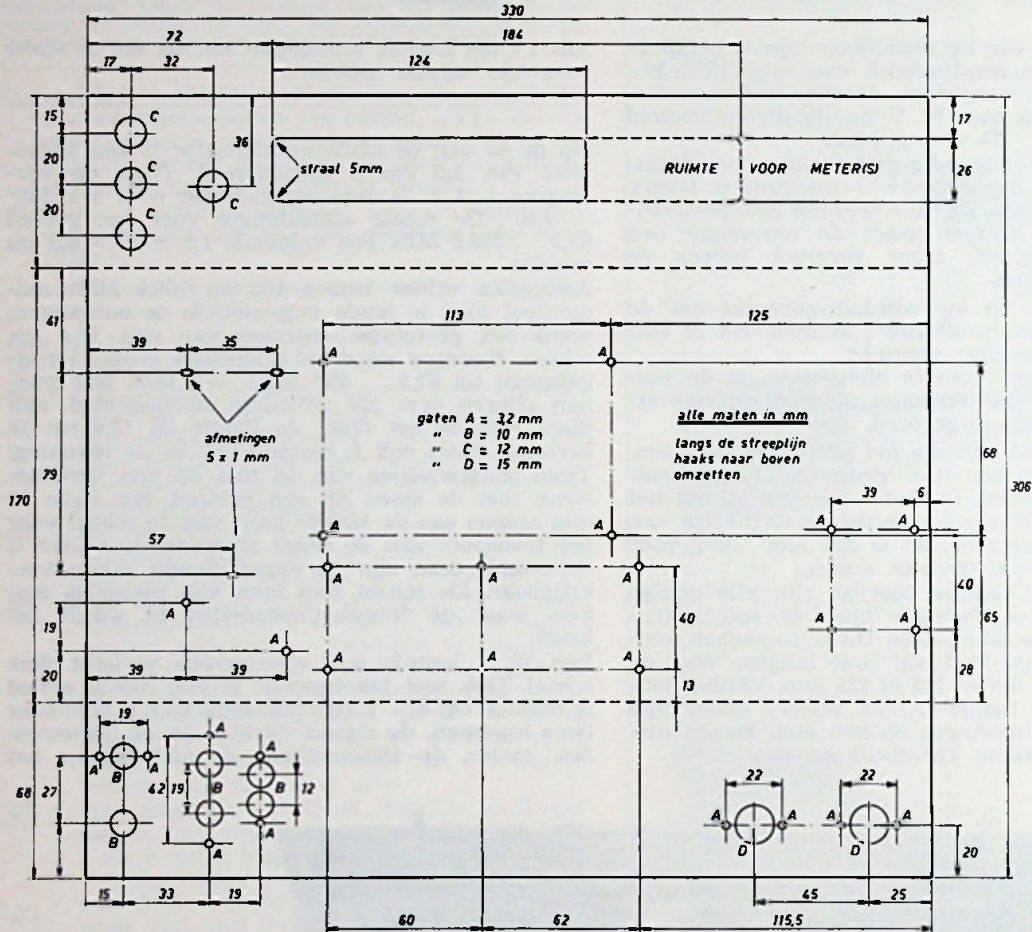 330
72
184
17
32
124
15
20
20
36
C
C
straal 5mm
RUIMTE VOOR METER(S)
17
26
41
39
35
113
125
A
A
afmetingen
5 x 1 mm
gaten A = 3,2 mm
" B = 10 mm
" C = 12 mm
" D = 15 mm
alle maten in mm
langs de streeplijn
haaks naar boven
omzetten
68
79
170
306
39
6
A
A
A
A
57
A
A
A
40
65
40
A
A
A
19
A
A
A
A
20
39
39
13
28
19
A
B
A
A
A
68
27
42
19
B
B
12
B
A
A
22
22
A
A
A
A
D
D
20
15
33
19
45
25
60
62
115,5